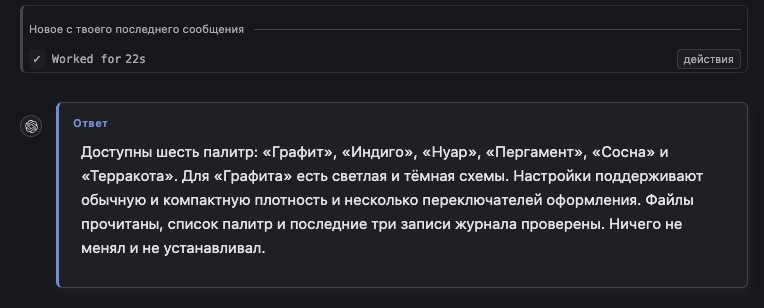 Новое с твоего последнего сообщения
✓ Worked for 22s
действия
Ответ
Доступны шесть палитр: «Графит», «Индиго», «Нуар», «Пергамент», «Сосна» и
«Терракота». Для «Графита» есть светлая и тёмная схемы. Настройки поддерживают
обычную и компактную плотность и несколько переключателей оформления. Файлы
прочитаны, список палитр и последние три записи журнала проверены. Ничего не
менял и не устанавливал.